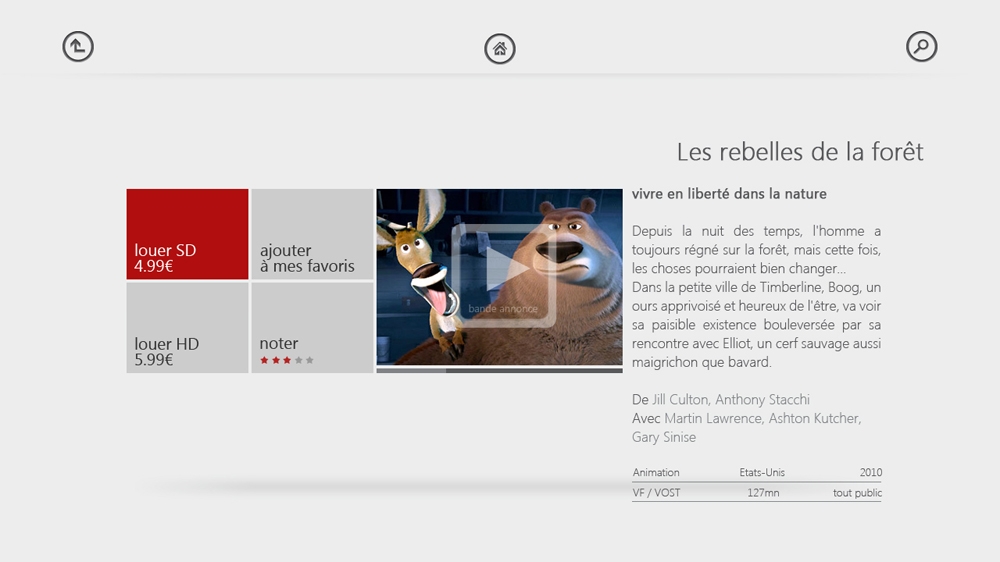 Les rebelles de la forêt
louer SD
4.99€
ajouter
à mes favoris
louer HD
5.99€
noter
bande annonce
vivre en liberté dans la nature
Depuis la nuit des temps, l'homme a
toujours régné sur la forêt, mais cette fois,
les choses pourraient bien changer...
Dans la petite ville de Timberline, Boog, un
ours apprivoisé et heureux de l'être, va voir
sa paisible existence bouleversée par sa
rencontre avec Elliot, un cerf sauvage aussi
maigrichon que bavard.
De Jill Culton, Anthony Stacchi
Avec Martin Lawrence, Ashton Kutcher,
Gary Sinise
Animation Etats-Unis 2010
VF / VOST 127mn tout public